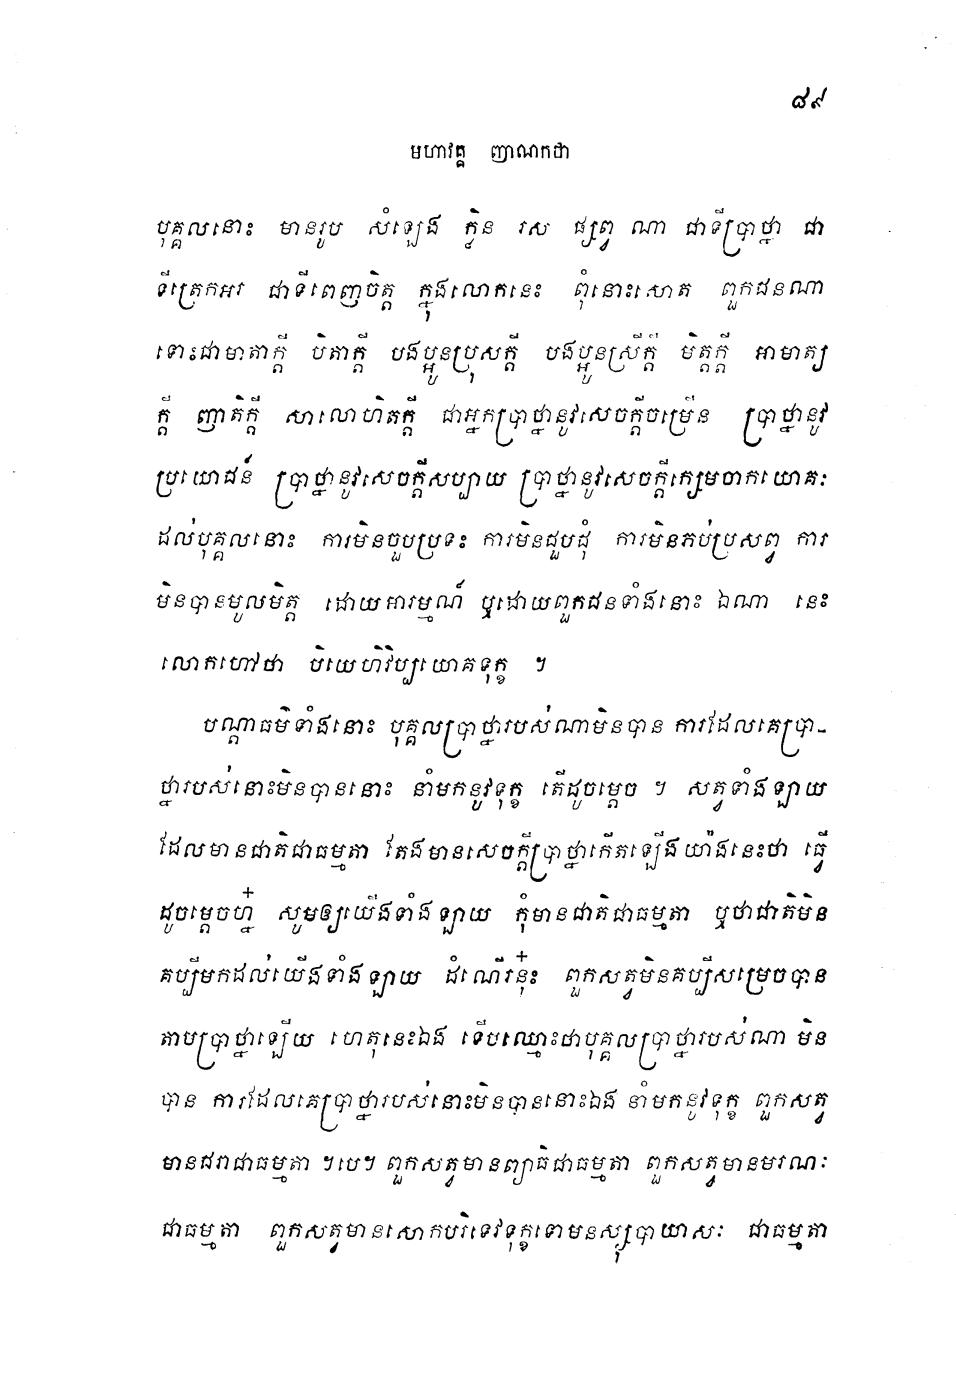 ៨៩
មហាវគ្គ ញាណកថា
បុគ្គលនោះ មានរូប សំឡេង ក្លិន រស ផ្សព្វ ណា ជាទីប្រាថ្នា ជា
ទីត្រេកអរ ជាទីពេញចិត្ត ក្នុងលោកនេះ ពុំនោះសោត ពួកជនណា
ទោះជាមាតាក្តី បិតាក្តី បងប្អូនប្រុសក្តី បងប្អូនស្រីក្តី មិត្តក្តី អាមាត្យ
ក្តី ញាតិក្តី សាលោហិតក្តី ជាអ្នកប្រាថ្នានូវសេចក្តីចម្រើន ប្រាថ្នានូវ
ប្រយោជន៍ ប្រាថ្នានូវសេចក្តីសប្បាយ ប្រាថ្នានូវសេចក្តីក្សេមចាកយោគៈ
ដល់បុគ្គលនោះ ការមិនចួបប្រទះ ការមិនជួបជុំ ការមិនភប់ប្រសព្វ ការ
មិនបានមូលមិត្ត ដោយអារម្មណ៍ ឬដោយពួកជនទាំងនោះ ឯណា នេះ
លោកហៅថា បិយេហិវិប្បយោគទុក្ខ ។
បណ្តាធម៌ទាំងនោះ បុគ្គលប្រាថ្នារបស់ណាមិនបាន ការដែលគេប្រា-
ថ្នារបស់នោះមិនបាននោះ នាំមកនូវទុក្ខ តើដូចម្តេច ។ សត្វទាំងឡាយ
ដែលមានជាតិជាធម្មតា តែងមានសេចក្តីប្រាថ្នាកើតឡើងយ៉ាងនេះថា ធ្វើ
ដូចម្តេចហ្ន៎ សូមឲ្យយើងទាំងឡាយ កុំមានជាតិជាធម្មតា ឬថាជាតិមិន
គប្បីមកដល់យើងទាំងឡាយ ដំណើរនុ៎ះ ពួកសត្វមិនគប្បីសម្រេចបាន
តាមប្រាថ្នាឡើយ ហេតុនេះឯង ទើបឈ្មោះថាបុគ្គលប្រាថ្នារបស់ណា មិន
បាន ការដែលគេប្រាថ្នារបស់នោះមិនបាននោះឯង នាំមកនូវទុក្ខ ពួកសត្វ
មានជរាជាធម្មតា ។បេ។ ពួកសត្វមានព្យាធិជាធម្មតា ពួកសត្វមានមរណៈ
ជាធម្មតា ពួកសត្វមានសោកបរិទេវទុក្ខទោមនស្សុបាយាសៈ ជាធម្មតា